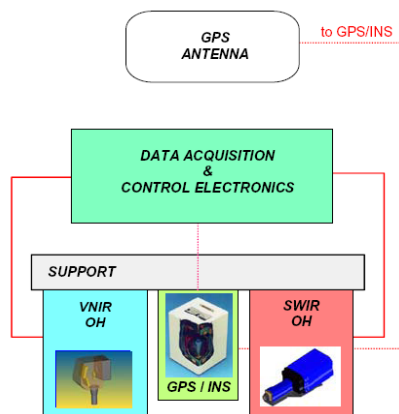 GPS
ANTENNA
to GPS/INS
DATA ACQUISITION
&
CONTROL ELECTRONICS
SUPPORT
VNIR
OH
SWIR
OH
GPS / INS